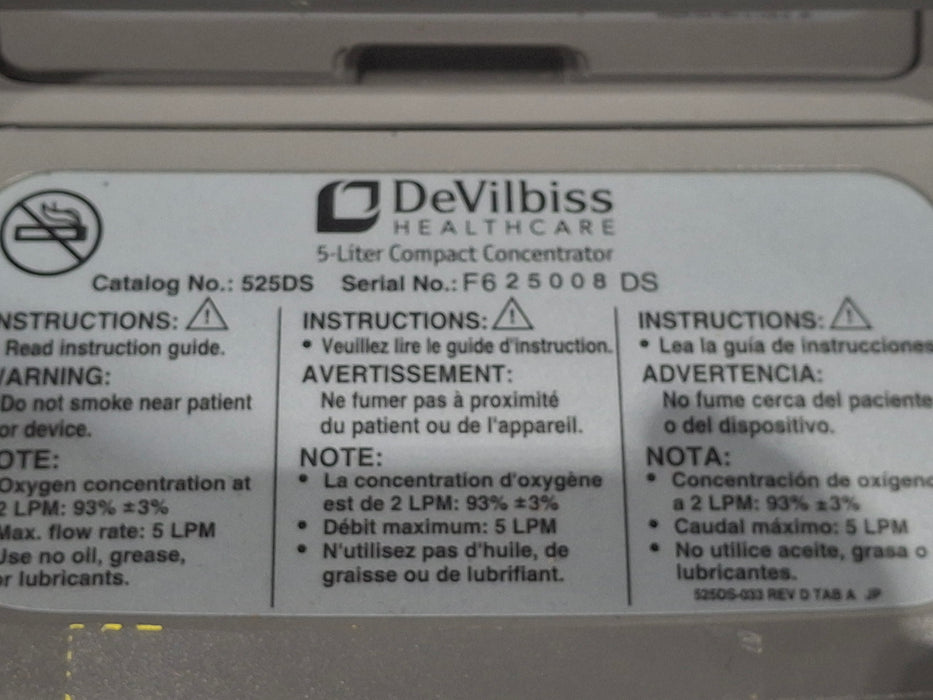 DeVilbiss
HEALTHCARE
5-Liter Compact Concentrator
Catalog No.: 525DS Serial No.: F625008 DS
NSTRUCTIONS:
Read instruction guide.
WARNING:
Do not smoke near patient
or device.
OTE:
Oxygen concentration at
2 LPM: 93% ±3%
Max. flow rate: 5 LPM
Use no oil, grease,
or lubricants.
INSTRUCTIONS:
• Veuillez lire le guide d'instruction.
AVERTISSEMENT:
Ne fumer pas à proximité
du patient ou de l'appareil.
NOTE:
• La concentration d'oxygène
est de 2 LPM: 93% ±3%
• Débit maximum: 5 LPM
• N'utilisez pas d'huile, de
graisse ou de lubrifiant.
INSTRUCTIONS:
• Lea la guía de instrucciones
ADVERTENCIA:
No fume cerca del paciente
o del dispositivo.
NOTA:
• Concentración de oxígeno
a 2 LPM: 93% ±3%
• Caudal máximo: 5 LPM
• No utilice aceite, grasa o
lubricantes.
525DS-033 REV D TAB A JP